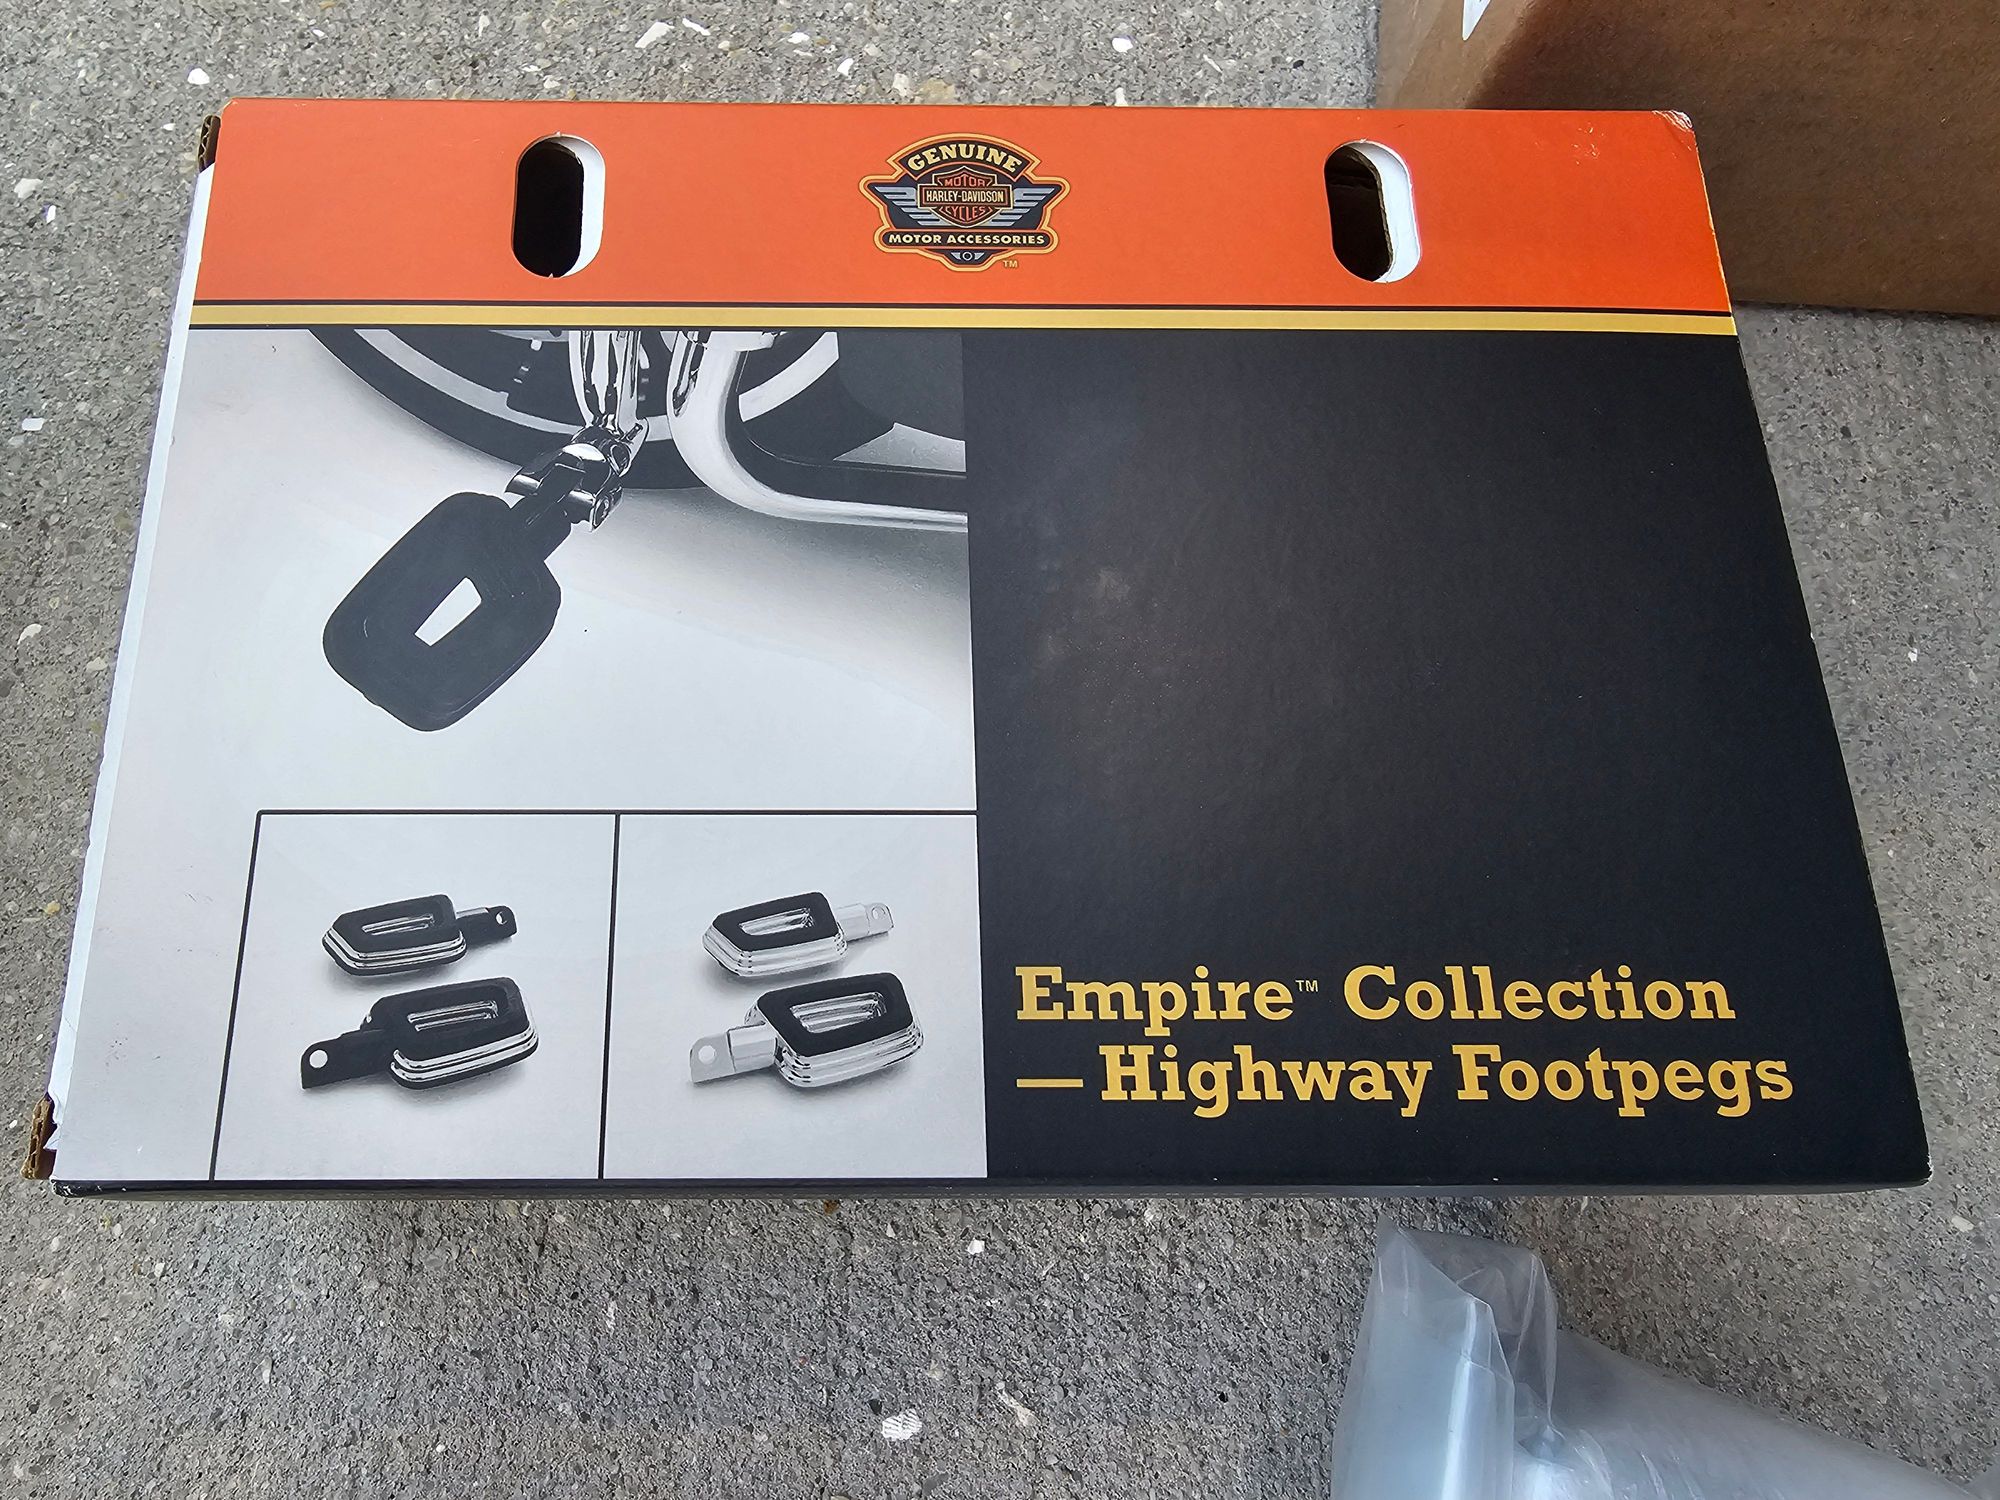 GENUINE
MOTOR
HARLEY-DAVIDSON
CYCLES
MOTOR ACCESSORIES
TM
Empire™ Collection
— Highway Footpegs